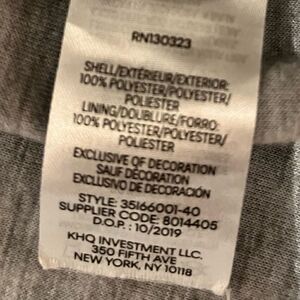 RN130323
SHELL/EXTÉRIEUR/EXTERIOR:
100% POLYESTER/POLYESTER/
POLIESTER
LINING/DOUBLURE/FORRO:
100% POLYESTER/POLYESTER/
POLIESTER
EXCLUSIVE OF DECORATION
SAUF DÉCORATION
EXCLUSIVO DE DECORACIÓN
STYLE: 35166001-40
SUPPLIER CODE: 8014405
D.O.P. : 10/2019
KHQ INVESTMENT LLC.
350 FIFTH AVE
NEW YORK, NY 10118